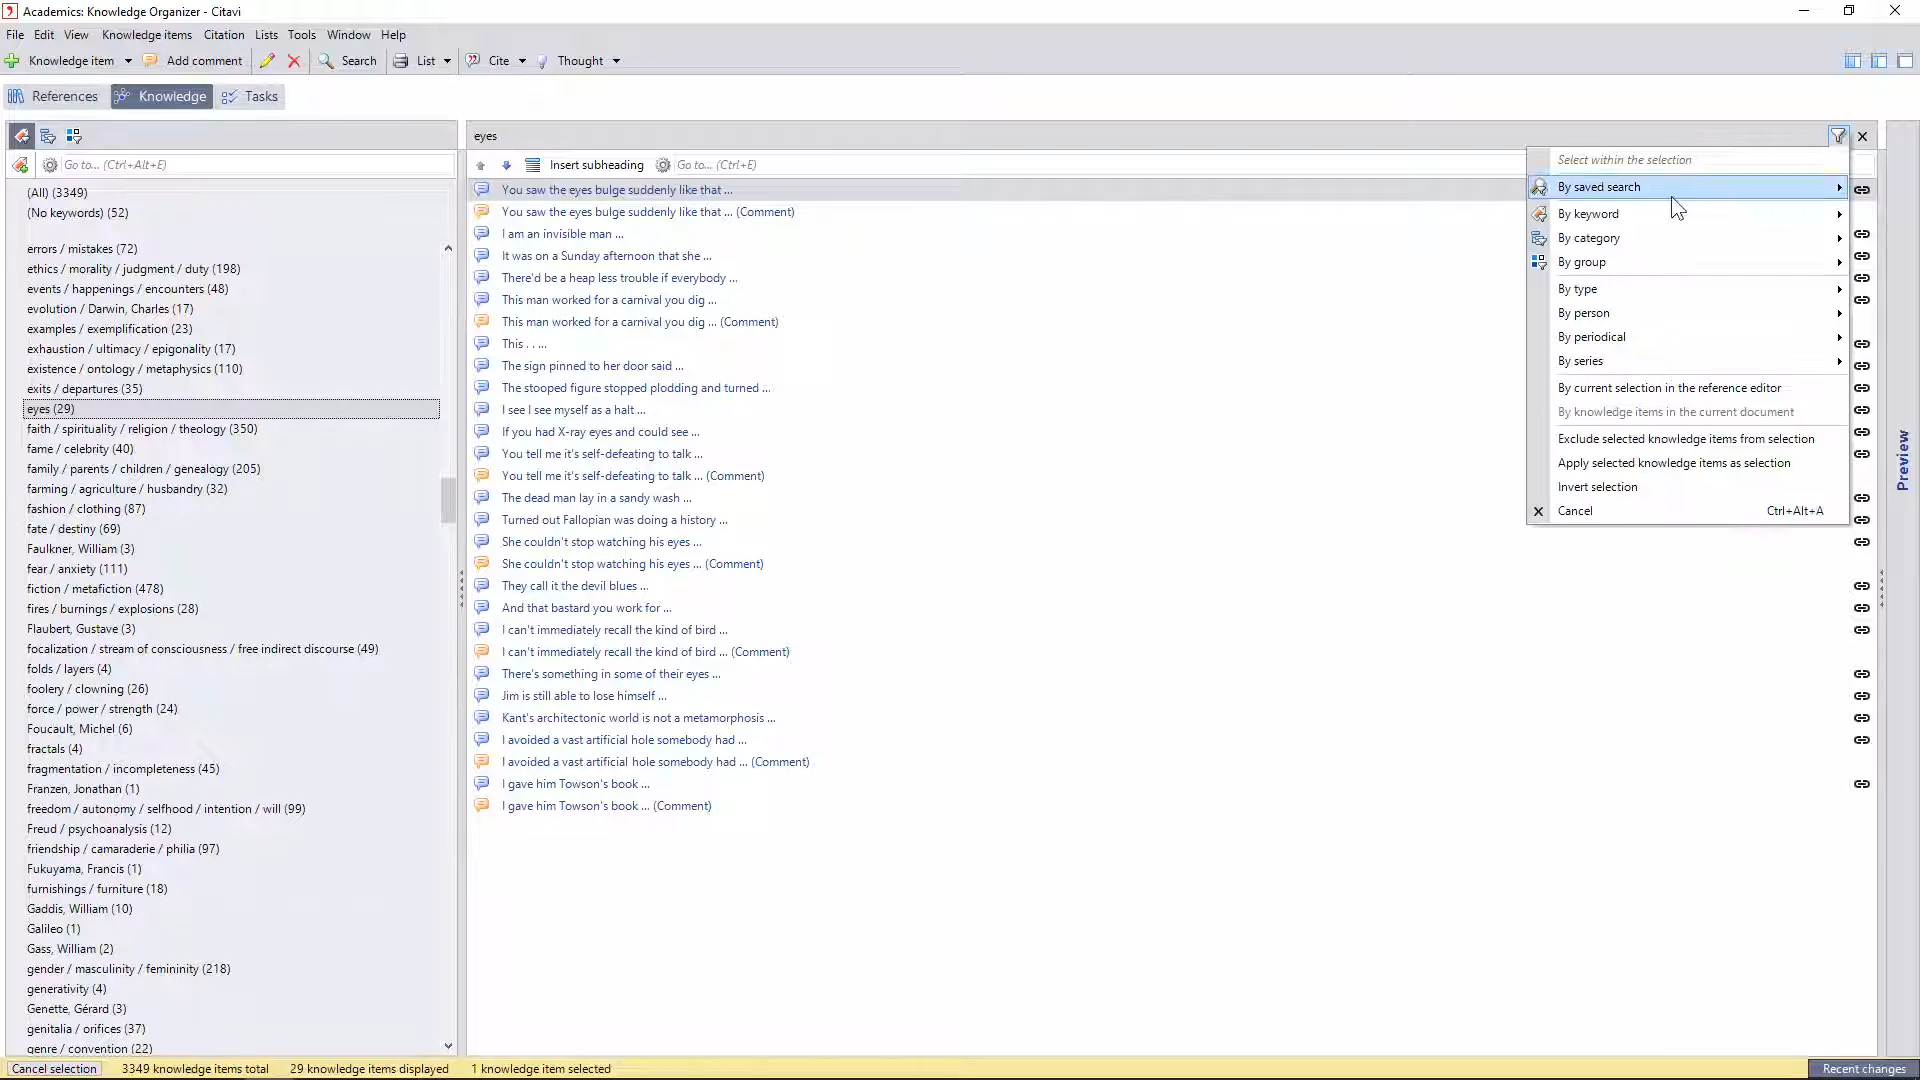 Academics: Knowledge Organizer - Citavi
File Edit View Knowledge items Citation Lists Tools Window Help
Knowledge item Add comment Search List Cite Thought
References Knowledge Tasks
eyes
Go to... (Ctrl+Alt+E)
Insert subheading Go to... (Ctrl+E)
(All) (3349)
(No keywords) (52)
errors / mistakes (72)
ethics / morality / judgment / duty (198)
events / happenings / encounters (48)
evolution / Darwin, Charles (17)
examples / exemplification (23)
exhaustion / ultimacy / epigonality (17)
existence / ontology / metaphysics (110)
exits / departures (35)
eyes (29)
faith / spirituality / religion / theology (350)
fame / celebrity (40)
family / parents / children / genealogy (205)
farming / agriculture / husbandry (32)
fashion / clothing (87)
fate / destiny (69)
Faulkner, William (3)
fear / anxiety (111)
fiction / metafiction (478)
fires / burnings / explosions (28)
Flaubert, Gustave (3)
focalization / stream of consciousness / free indirect discourse (49)
folds / layers (4)
foolery / clowning (26)
force / power / strength (24)
Foucault, Michel (6)
fractals (4)
fragmentation / incompleteness (45)
Franzen, Jonathan (1)
freedom / autonomy / selfhood / intention / will (99)
Freud / psychoanalysis (12)
friendship / camaraderie / philia (97)
Fukuyama, Francis (1)
furnishings / furniture (18)
Gaddis, William (10)
Galileo (1)
Gass, William (2)
gender / masculinity / femininity (218)
generativity (4)
Genette, Gérard (3)
genitalia / orifices (37)
genre / convention (22)
You saw the eyes bulge suddenly like that ...
You saw the eyes bulge suddenly like that ... (Comment)
I am an invisible man ...
It was on a Sunday afternoon that she ...
There'd be a heap less trouble if everybody ...
This man worked for a carnival you dig ...
This man worked for a carnival you dig ... (Comment)
This . . ...
The sign pinned to her door said ...
The stooped figure stopped plodding and turned ...
I see I see myself as a halt ...
If you had X-ray eyes and could see ...
You tell me it's self-defeating to talk ...
You tell me it's self-defeating to talk ... (Comment)
The dead man lay in a sandy wash ...
Turned out Fallopian was doing a history ...
She couldn't stop watching his eyes ...
She couldn't stop watching his eyes ... (Comment)
They call it the devil blues ...
And that bastard you work for ...
I can't immediately recall the kind of bird ...
I can't immediately recall the kind of bird ... (Comment)
There's something in some of their eyes ...
Jim is still able to lose himself ...
Kant's architectonic world is not a metamorphosis ...
I avoided a vast artificial hole somebody had ...
I avoided a vast artificial hole somebody had ... (Comment)
I gave him Towson's book ...
I gave him Towson's book ... (Comment)
Select within the selection
By saved search
By keyword
By category
By group
By type
By person
By periodical
By series
By current selection in the reference editor
By knowledge items in the current document
Exclude selected knowledge items from selection
Apply selected knowledge items as selection
Invert selection
Cancel Ctrl+Alt+A
Preview
Cancel selection 3349 knowledge items total 29 knowledge items displayed 1 knowledge item selected Recent changes